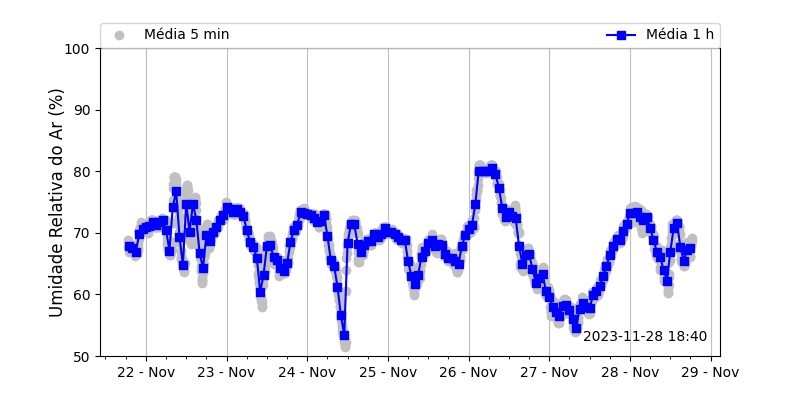 Média 5 min
Média 1 h
Umidade Relativa do Ar (%)
100
90
80
70
60
50
2023-11-28 18:40
22 - Nov
23 - Nov
24 - Nov
25 - Nov
26 - Nov
27 - Nov
28 - Nov
29 - Nov